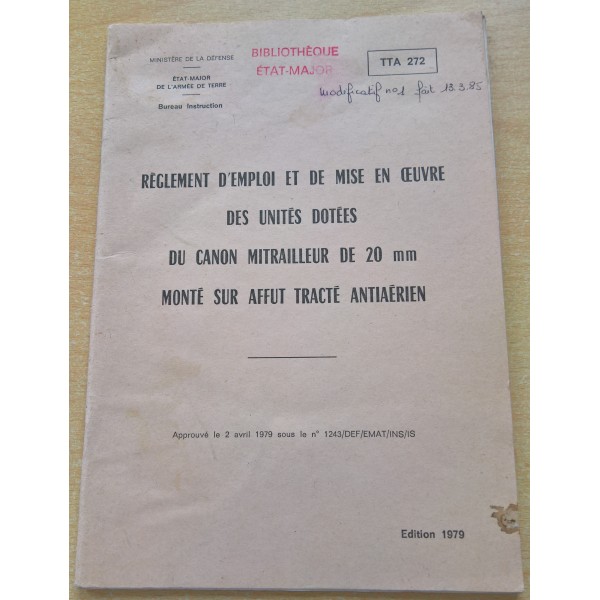 MINISTÈRE DE LA DÉFENSE
ÉTAT-MAJOR
DE L'ARMÉE DE TERRE
Bureau Instruction
BIBLIOTHÈQUE
ÉTAT-MAJOR
TTA 272
modificatif no 1 fait 13.3.85
RÈGLEMENT D'EMPLOI ET DE MISE EN ŒUVRE
DES UNITÉS DOTÉES
DU CANON MITRAILLEUR DE 20 mm
MONTÉ SUR AFFUT TRACTÉ ANTIAÉRIEN
Approuvé le 2 avril 1979 sous le n° 1243/DEF/EMAT/INS/IS
Edition 1979